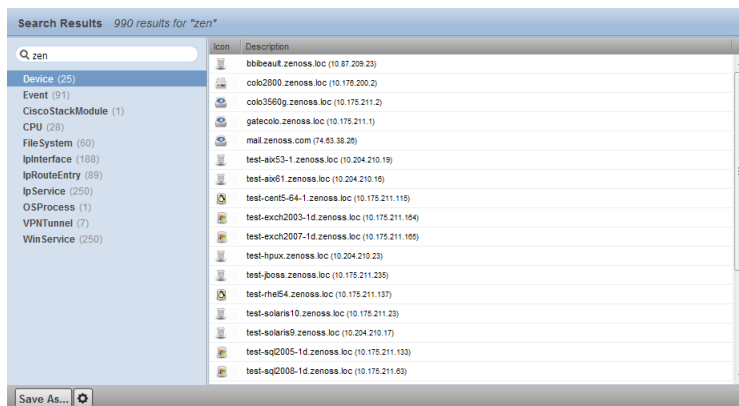 Search Results 990 results for "zen"
zen
Device (25)
Event (91)
CiscoStackModule (1)
CPU (28)
FileSystem (60)
IpInterface (188)
IpRouteEntry (89)
IpService (250)
OSProcess (1)
VPNTunnel (7)
WinService (250)
Icon Description
bbibeault.zenoss.loc (10.87.209.23)
colo2800.zenoss.loc (10.176.200.2)
colo3560g.zenoss.loc (10.175.211.2)
gatecolo.zenoss.loc (10.175.211.1)
mail.zenoss.com (74.63.38.26)
test-aix53-1.zenoss.loc (10.204.210.19)
test-aix61.zenoss.loc (10.204.210.16)
test-cent5-64-1.zenoss.loc (10.175.211.115)
test-exch2003-1d.zenoss.loc (10.175.211.164)
test-exch2007-1d.zenoss.loc (10.175.211.165)
test-hpux.zenoss.loc (10.204.210.23)
test-jboss.zenoss.loc (10.175.211.235)
test-rhel54.zenoss.loc (10.175.211.137)
test-solaris10.zenoss.loc (10.175.211.23)
test-solaris9.zenoss.loc (10.204.210.17)
test-sql2005-1d.zenoss.loc (10.175.211.133)
test-sql2008-1d.zenoss.loc (10.175.211.63)
Save As...